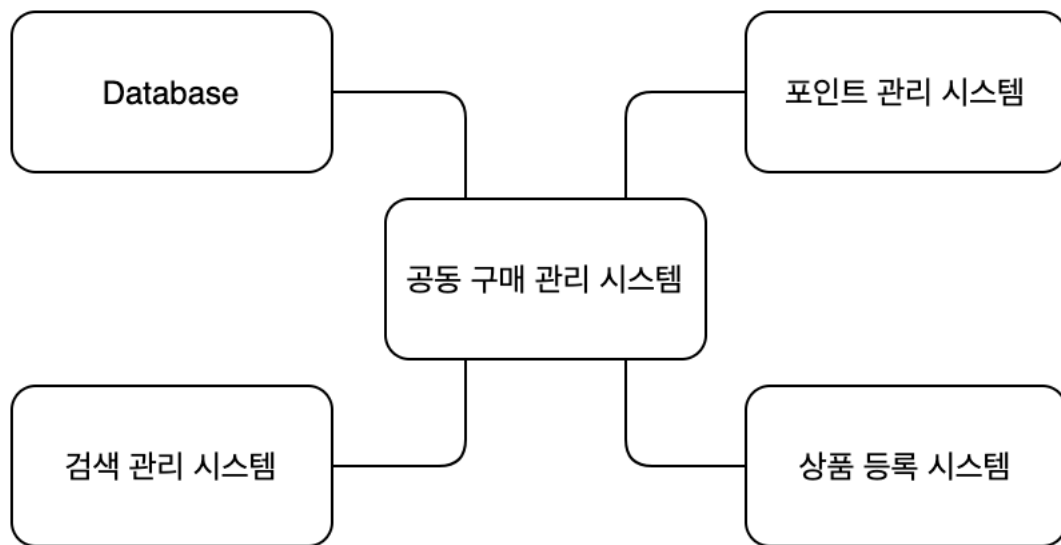 Database
포인트 관리 시스템
공동 구매 관리 시스템
검색 관리 시스템
상품 등록 시스템